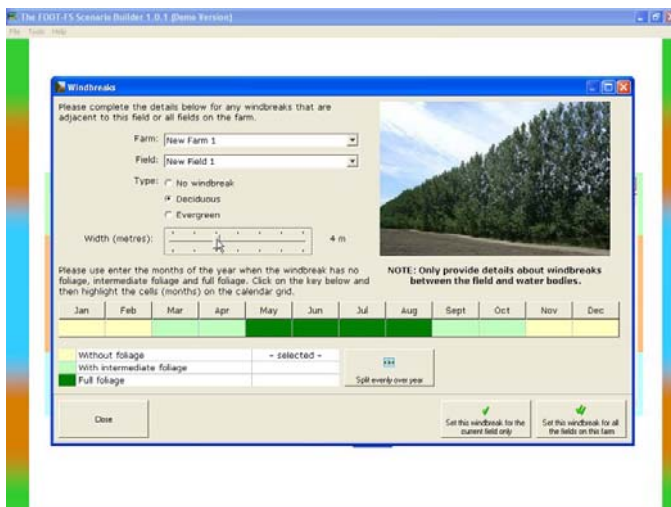 The FOOT-FS Scenario Builder 1.0.1 (Demo Version)
File Tools Help
Windbreaks
Please complete the details below for any windbreaks that are
adjacent to this field or all fields on the farm.
Farm: New Farm 1
Field: New Field 1
Type: No windbreak
Deciduous
Evergreen
Width (metres): 4 m
Please use enter the months of the year when the windbreak has no
foliage, intermediate foliage and full foliage. Click on the key below and
then highlight the cells (months) on the calendar grid.
NOTE: Only provide details about windbreaks
between the field and water bodies.
Jan Feb Mar Apr May Jun Jul Aug Sept Oct Nov Dec
Without foliage - selected -
With intermediate foliage
Full foliage
Split evenly over year
Close
Set this windbreak for the
current field only
Set this windbreak for all
the fields on this farm